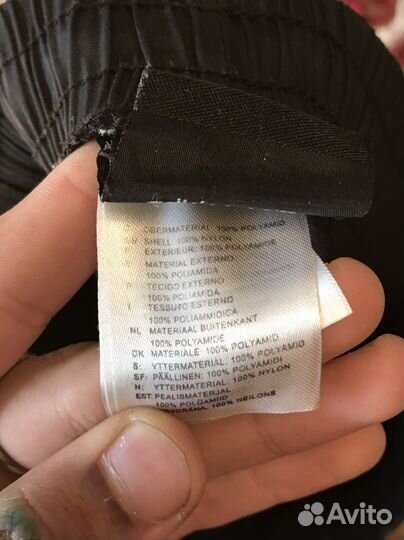 OBERMATERIAL: 100% POLYAMID
SHELL: 100% NYLON
EXTERIEUR: 100% POLYAMIDE
E MATERIAL EXTERNO
100% POLIAMIDA
P TECIDO EXTERNO
100% POLIAMIDA
I TESSUTO ESTERNO
100% POLIAMMIDICA
NL MATERIAAL BUITENKANT
100% POLYAMIDE
DK: MATERIALE: 100% POLYAMID
S: YTTERMATERIAL: 100% POLYAMID
SF: PÄÄLLINEN: 100% POLYAMIDI
N: YTTERMATERIAL: 100% NYLON
EST: PEALISMATERJAL
100% POLÜAMIID
100% NEILONS
Avito